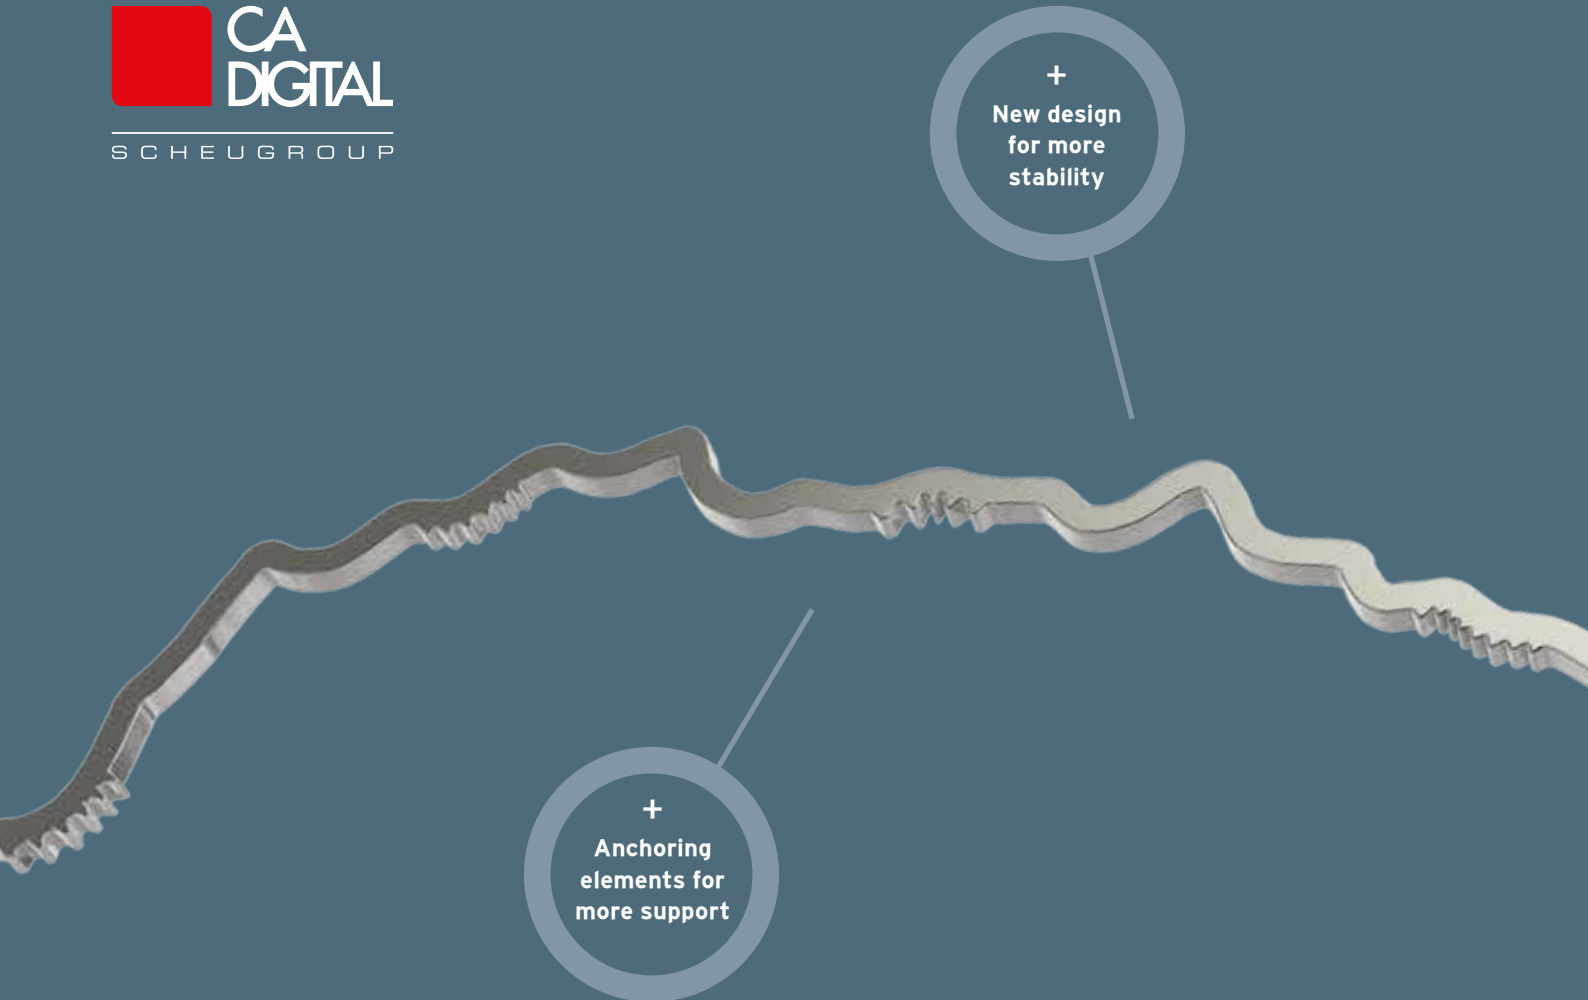 CA
DIGITAL
SCHEUGROUP
+
New design
for more
stability
+
Anchoring
elements for
more support